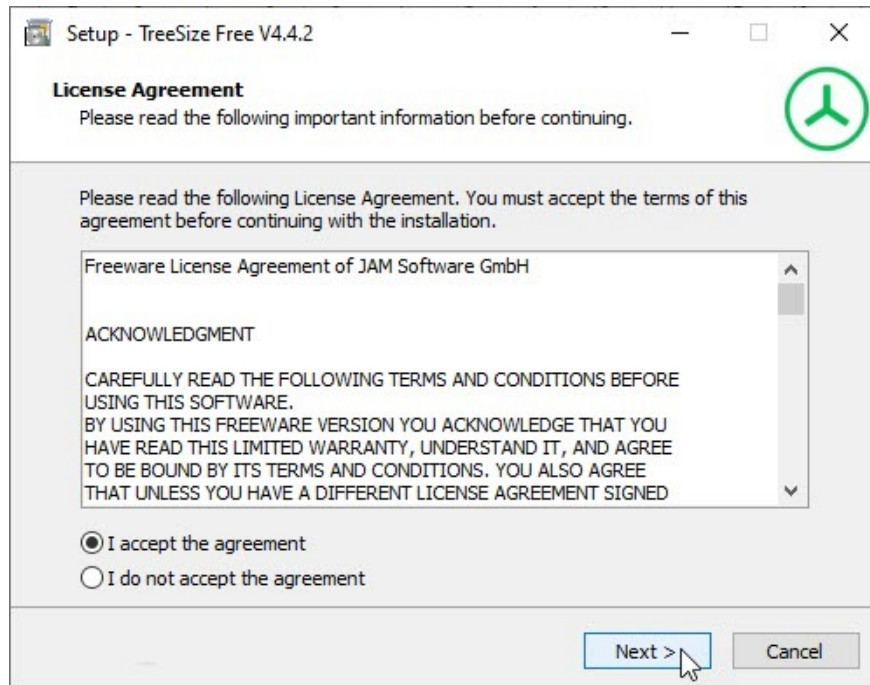 Setup - TreeSize Free V4.4.2
License Agreement
Please read the following important information before continuing.
Please read the following License Agreement. You must accept the terms of this
agreement before continuing with the installation.
Freeware License Agreement of JAM Software GmbH
ACKNOWLEDGMENT
CAREFULLY READ THE FOLLOWING TERMS AND CONDITIONS BEFORE
USING THIS SOFTWARE.
BY USING THIS FREEWARE VERSION YOU ACKNOWLEDGE THAT YOU
HAVE READ THIS LIMITED WARRANTY, UNDERSTAND IT, AND AGREE
TO BE BOUND BY ITS TERMS AND CONDITIONS. YOU ALSO AGREE
THAT UNLESS YOU HAVE A DIFFERENT LICENSE AGREEMENT SIGNED
I accept the agreement
I do not accept the agreement
Next >
Cancel